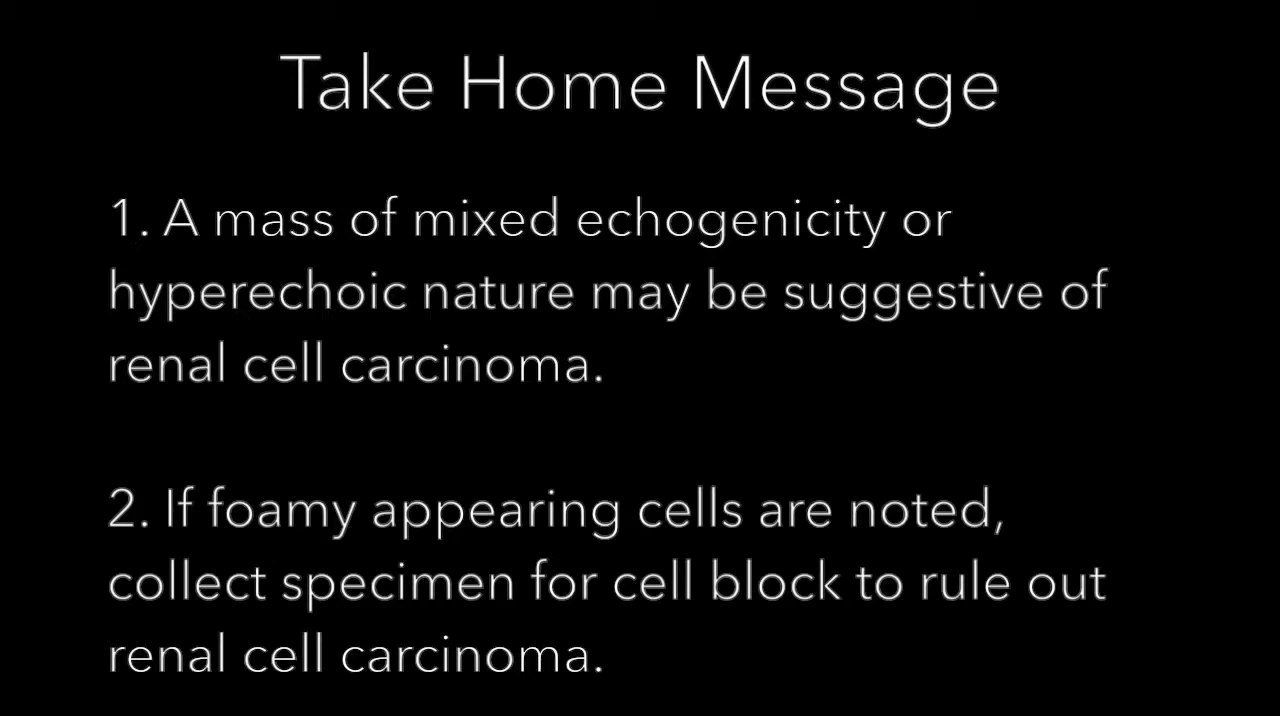 Take Home Message
1. A mass of mixed echogenicity or
hyperechoic nature may be suggestive of
renal cell carcinoma.
2. If foamy appearing cells are noted,
collect specimen for cell block to rule out
renal cell carcinoma.